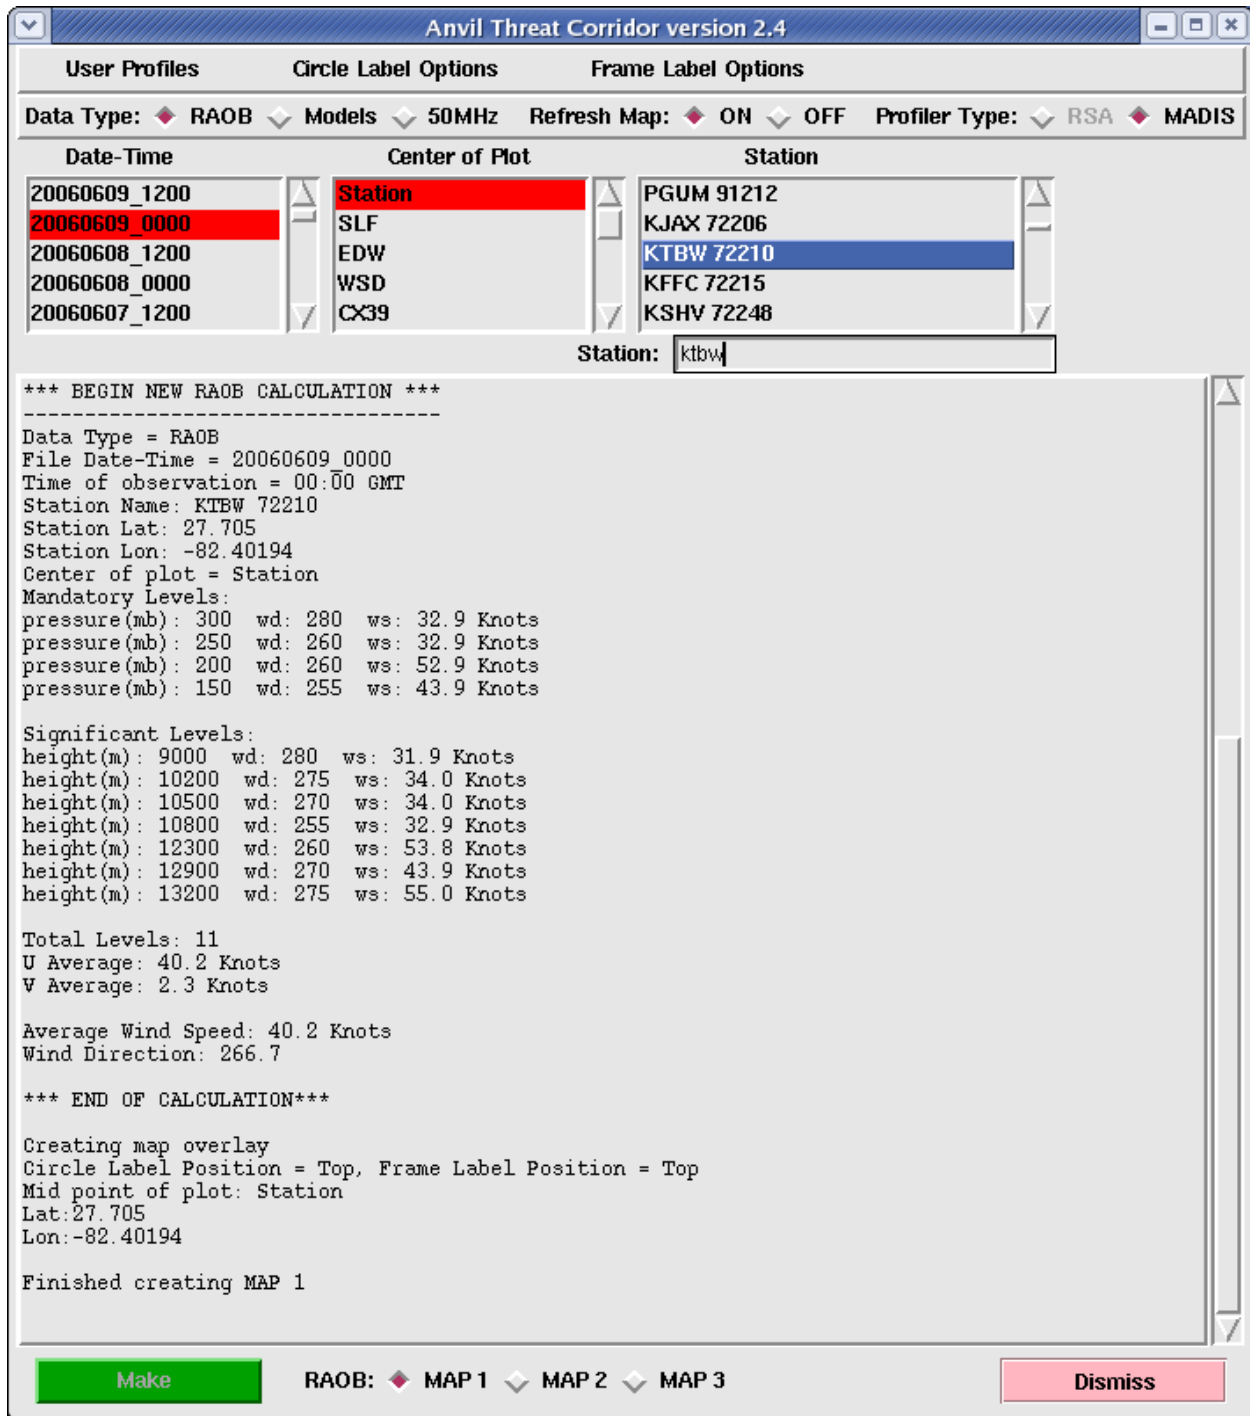 Anvil Threat Corridor version 2.4
User Profiles Circle Label Options Frame Label Options
Data Type: RAOB Models 50MHz Refresh Map: ON OFF Profiler Type: RSA MADIS
Date-Time Center of Plot Station
20060609_1200 Station PGUM 91212
20060609_0000 SLF KJAX 72206
20060608_1200 EDW KTBW 72210
20060608_0000 WSD KFFC 72215
20060607_1200 CX39 KSHV 72248
Station: ktbw
*** BEGIN NEW RAOB CALCULATION ***
----------------------------------
Data Type = RAOB
File Date-Time = 20060609_0000
Time of observation = 00:00 GMT
Station Name: KTBW 72210
Station Lat: 27.705
Station Lon: -82.40194
Center of plot = Station
Mandatory Levels:
pressure(mb): 300 wd: 280 ws: 32.9 Knots
pressure(mb): 250 wd: 260 ws: 32.9 Knots
pressure(mb): 200 wd: 260 ws: 52.9 Knots
pressure(mb): 150 wd: 255 ws: 43.9 Knots
Significant Levels:
height(m): 9000 wd: 280 ws: 31.9 Knots
height(m): 10200 wd: 275 ws: 34.0 Knots
height(m): 10500 wd: 270 ws: 34.0 Knots
height(m): 10800 wd: 255 ws: 32.9 Knots
height(m): 12300 wd: 260 ws: 53.8 Knots
height(m): 12900 wd: 270 ws: 43.9 Knots
height(m): 13200 wd: 275 ws: 55.0 Knots
Total Levels: 11
U Average: 40.2 Knots
V Average: 2.3 Knots
Average Wind Speed: 40.2 Knots
Wind Direction: 266.7
*** END OF CALCULATION***
Creating map overlay
Circle Label Position = Top, Frame Label Position = Top
Mid point of plot: Station
Lat:27.705
Lon:-82.40194
Finished creating MAP 1
Make RAOB: MAP 1 MAP 2 MAP 3 Dismiss